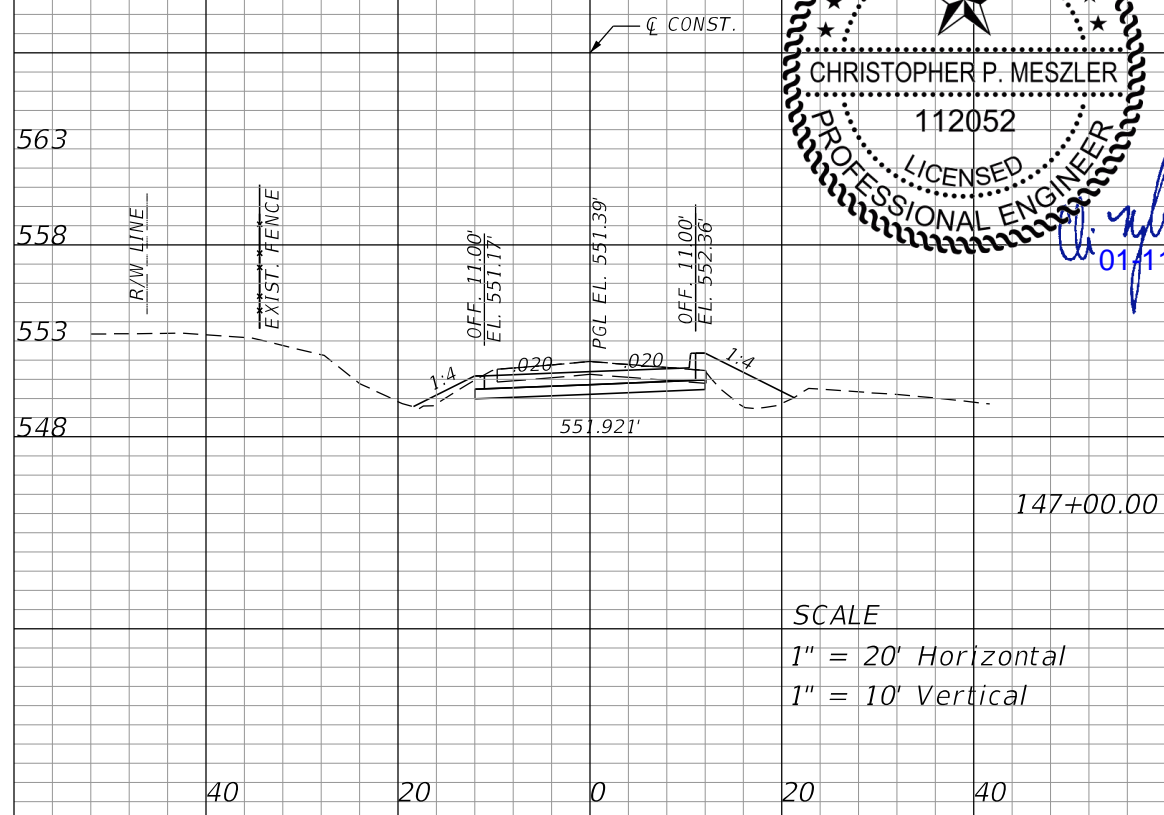 ℄ CONST.
CHRISTOPHER P. MESZLER
112052
LICENSED
PROFESSIONAL ENGINEER
563
558
553
548
R/W LINE
EXIST. FENCE
OFF. 11.00'
EL. 551.17'
PGL EL. 551.39'
OFF. 11.00'
EL. 552.36'
01-11
1:4
.020
.020
1:4
551.921'
147+00.00
SCALE
1" = 20' Horizontal
1" = 10' Vertical
40
20
0
20
40